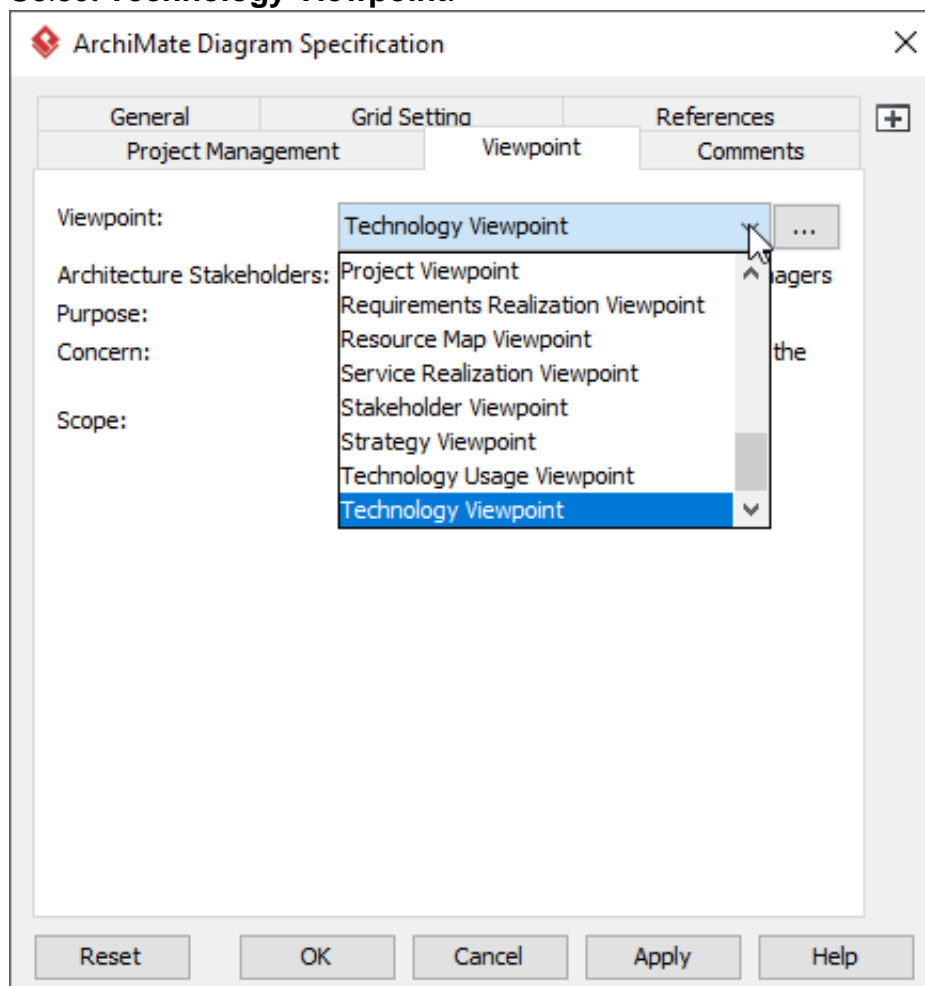 Select Technology Viewpoint.
ArchiMate Diagram Specification
General Grid Setting References
Project Management Viewpoint Comments
Viewpoint: Technology Viewpoint ...
Architecture Stakeholders: Project Viewpoint
Purpose: Requirements Realization Viewpoint
Concern: Resource Map Viewpoint the
Service Realization Viewpoint
Scope: Stakeholder Viewpoint
Strategy Viewpoint
Technology Usage Viewpoint
Technology Viewpoint
Reset OK Cancel Apply Help